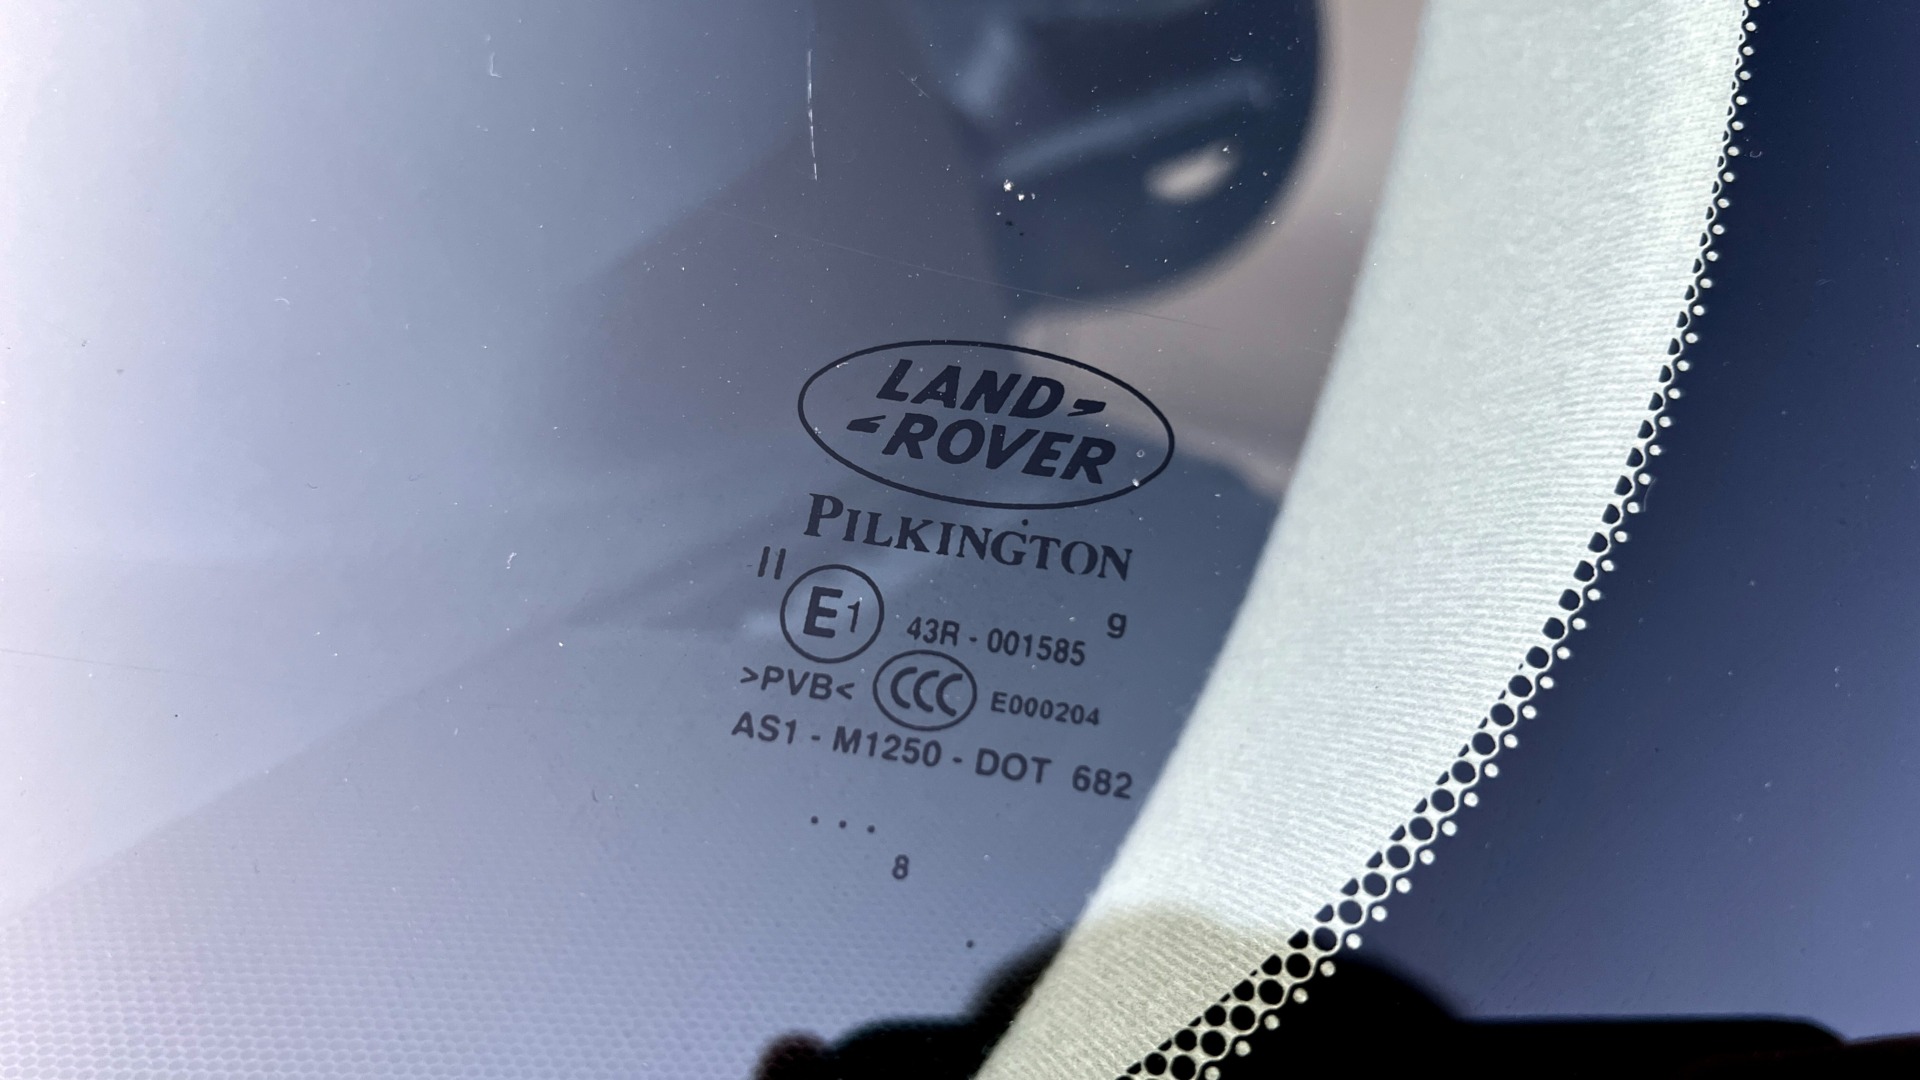 LAND
ROVER
PILKINGTON
II
E1 43R - 001585 g
>PVB< CCC E000204
AS1 - M1250 - DOT 682
. . .
8